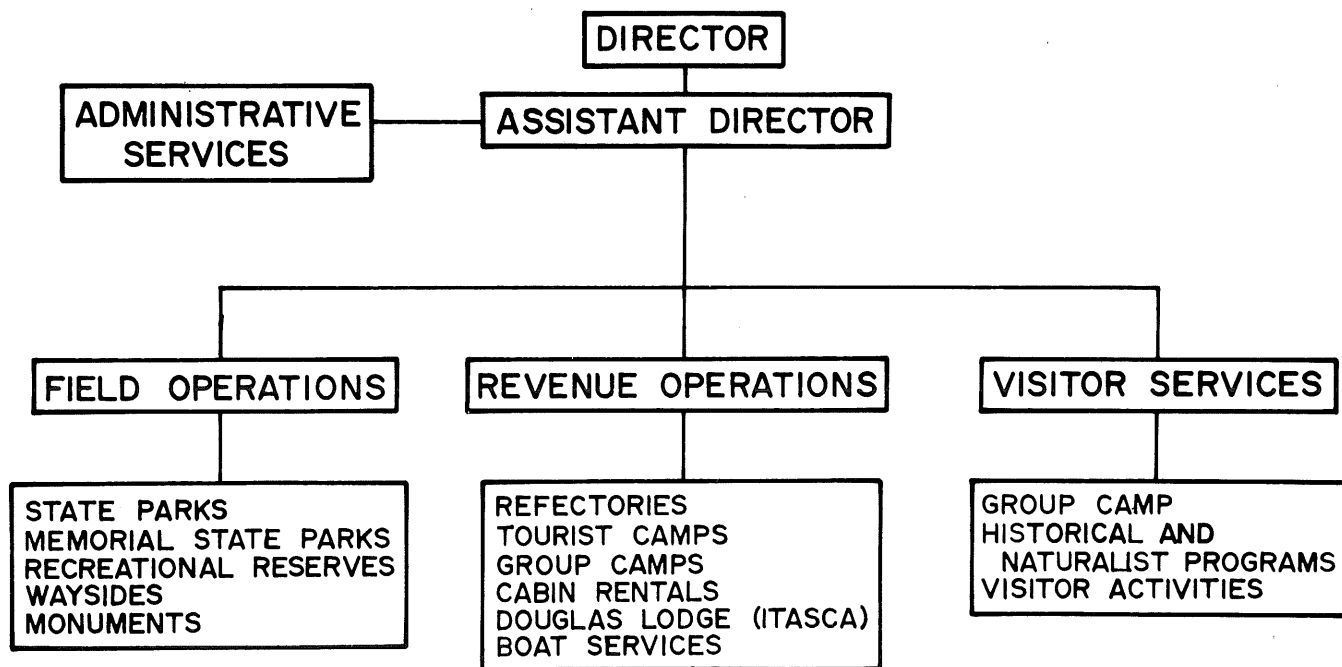 DIRECTOR
ADMINISTRATIVE
SERVICES
ASSISTANT DIRECTOR
FIELD OPERATIONS
REVENUE OPERATIONS
VISITOR SERVICES
STATE PARKS
MEMORIAL STATE PARKS
RECREATIONAL RESERVES
WAYSIDES
MONUMENTS
REFECTORIES
TOURIST CAMPS
GROUP CAMPS
CABIN RENTALS
DOUGLAS LODGE (ITASCA)
BOAT SERVICES
GROUP CAMP
HISTORICAL AND
NATURALIST PROGRAMS
VISITOR ACTIVITIES